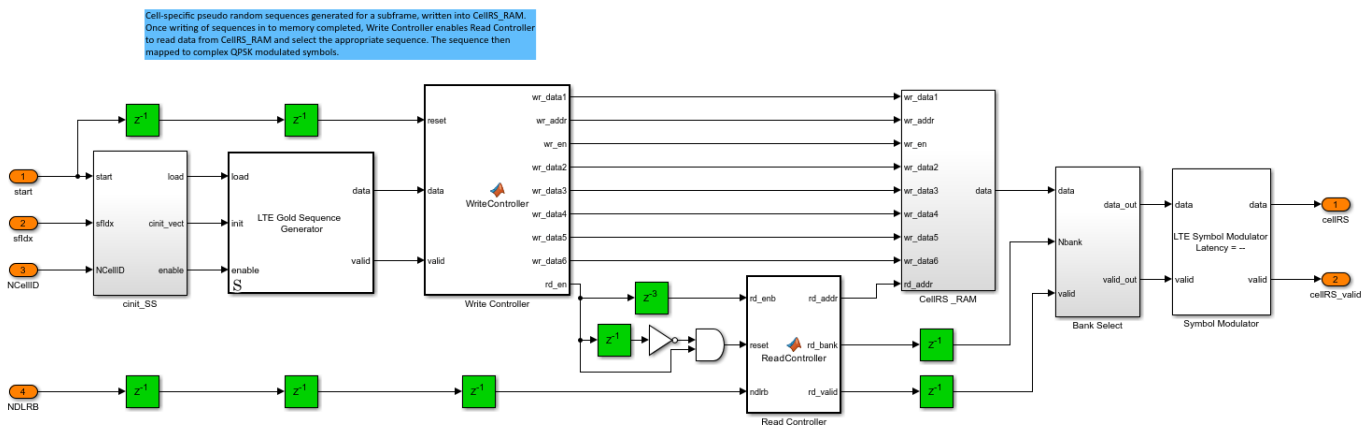 Cell-specific pseudo random sequences generated for a subframe, written into CellRS_RAM.
Once writing of sequences in to memory completed, Write Controller enables Read Controller
to read data from CellRS_RAM and select the appropriate sequence. The sequence then
mapped to complex QPSK modulated symbols.
z-1
z-1
1
start
2
sfIdx
3
NCellID
4
NDLRB
start
sfIdx
NCellID
load
cinit_vect
enable
cinit_SS
load
init
enable
LTE Gold Sequence
Generator
data
valid
S
reset
data
valid
WriteController
wr_data1
wr_addr
wr_en
wr_data2
wr_data3
wr_data4
wr_data5
wr_data6
rd_en
Write Controller
z-3
z-1
z-1
z-1
z-1
rd_enb
reset
ndlrb
ReadController
rd_addr
rd_bank
rd_valid
Read Controller
wr_data1
wr_addr
wr_en
wr_data2
wr_data3
wr_data4
wr_data5
wr_data6
rd_addr
data
CellRS _RAM
z-1
z-1
data
Nbank
valid
data_out
valid_out
Bank Select
data
valid
LTE Symbol Modulator
Latency = --
data
valid
Symbol Modulator
1
cellRS
2
cellRS_valid